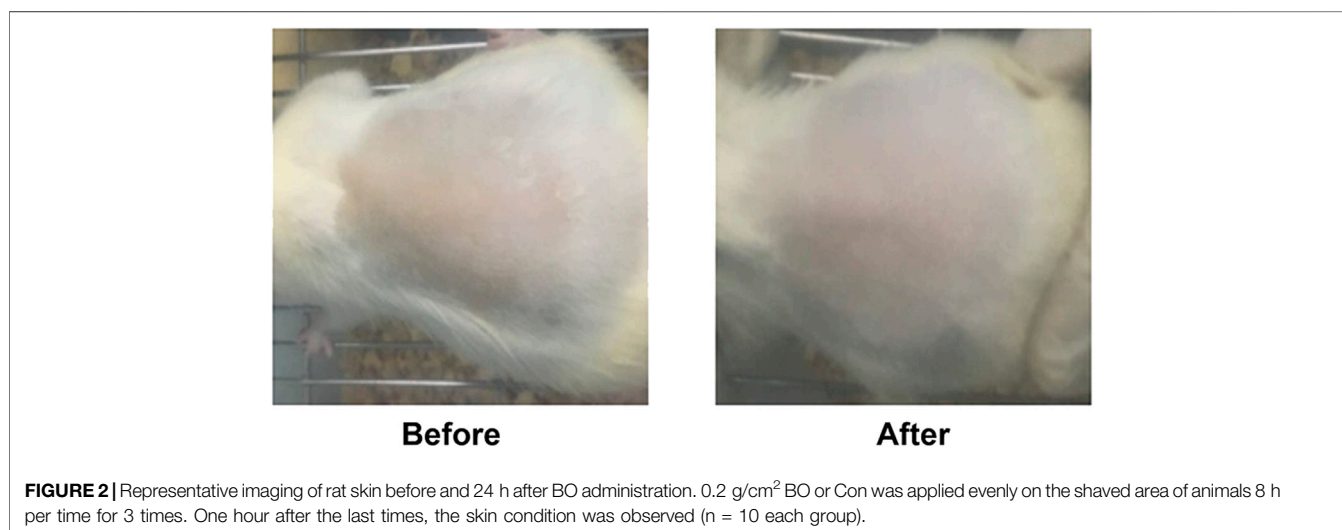 Before After
FIGURE 2 | Representative imaging of rat skin before and 24 h after BO administration. 0.2 g/cm² BO or Con was applied evenly on the shaved area of animals 8 h
per time for 3 times. One hour after the last times, the skin condition was observed (n = 10 each group).